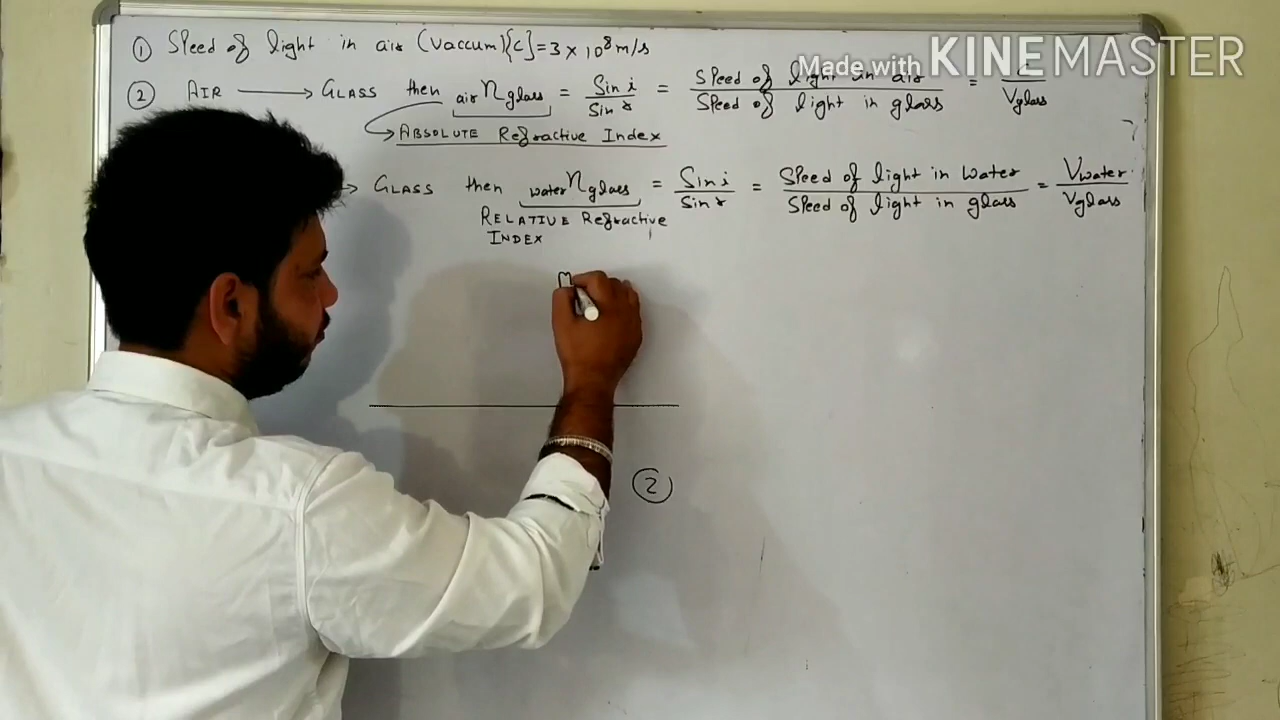 Made with KINEMASTER
① Speed of light in air (Vaccum){C}=3 × 10⁸ m/s
② AIR ⟶ GLASS then air n glass = Sin i / Sin r = Speed of light in air / Speed of light in glass = C / Vglass
ABSOLUTE Refractive Index
→ GLASS then water n glass = Sin i / Sin r = Speed of light in water / Speed of light in glass = Vwater / Vglass
RELATIVE Refractive
INDEX
②